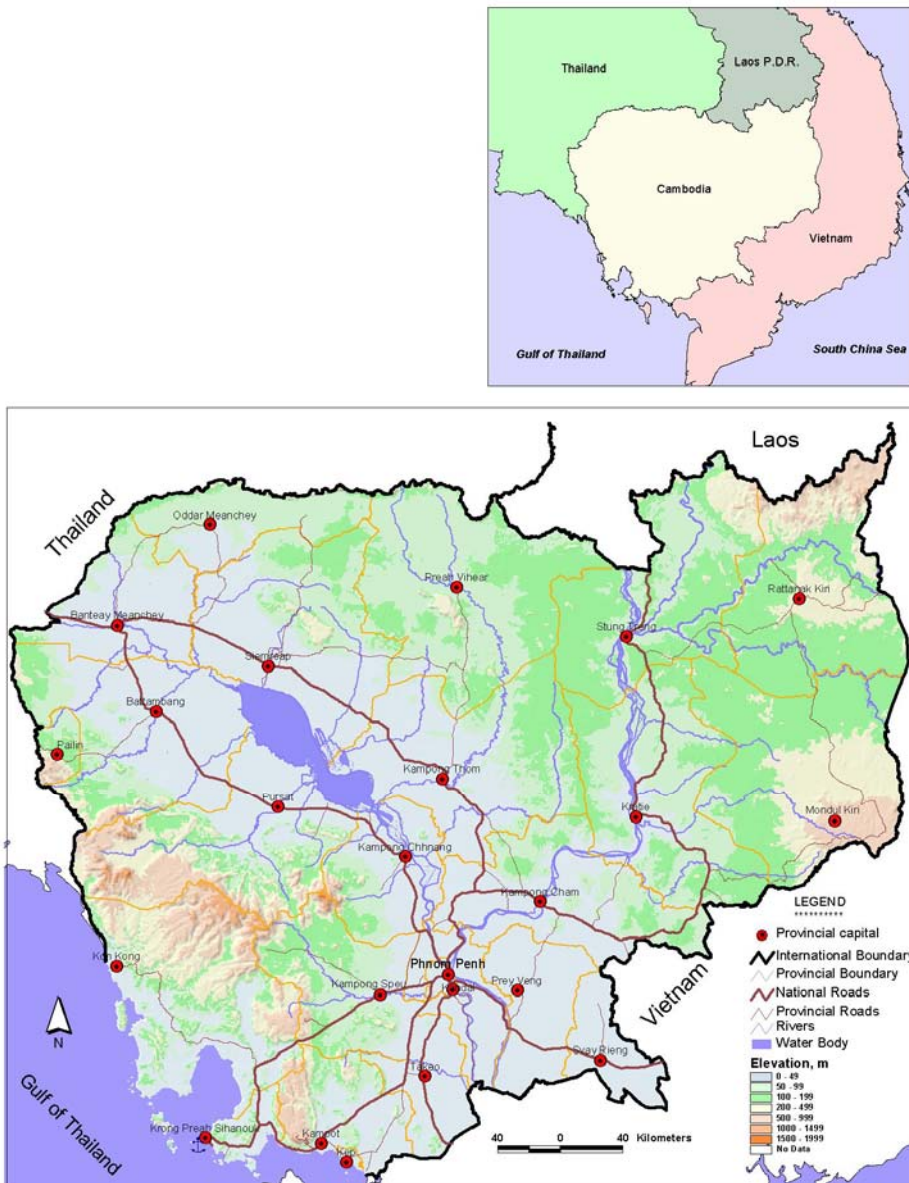 Laos P.D.R.
Thailand
Cambodia
Vietnam
Gulf of Thailand
South China Sea
Laos
Thailand
Oddar Meanchey
Preah Vihear
Rattanak Kiri
Banteay Meanchey
Stung Treng
Siemreap
Battambang
Pailin
Kampong Thom
Pursat
Kratie
Mondul Kiri
Kampong Chhnang
Kampong Cham
Phnom Penh
Kampong Speu
Kandal
Prey Veng
Vietnam
N
Svay Rieng
Takeo
Gulf of Thailand
Krong Preah Sihanouk
Kampot
Kep
40 0 40 Kilometers
LEGEND
**********
Provincial capital
International Boundary
Provincial Boundary
National Roads
Provincial Roads
Rivers
Water Body
Elevation, m
0 - 49
50 - 99
100 - 199
200 - 499
500 - 999
1000 - 1499
1500 - 1999
No Data